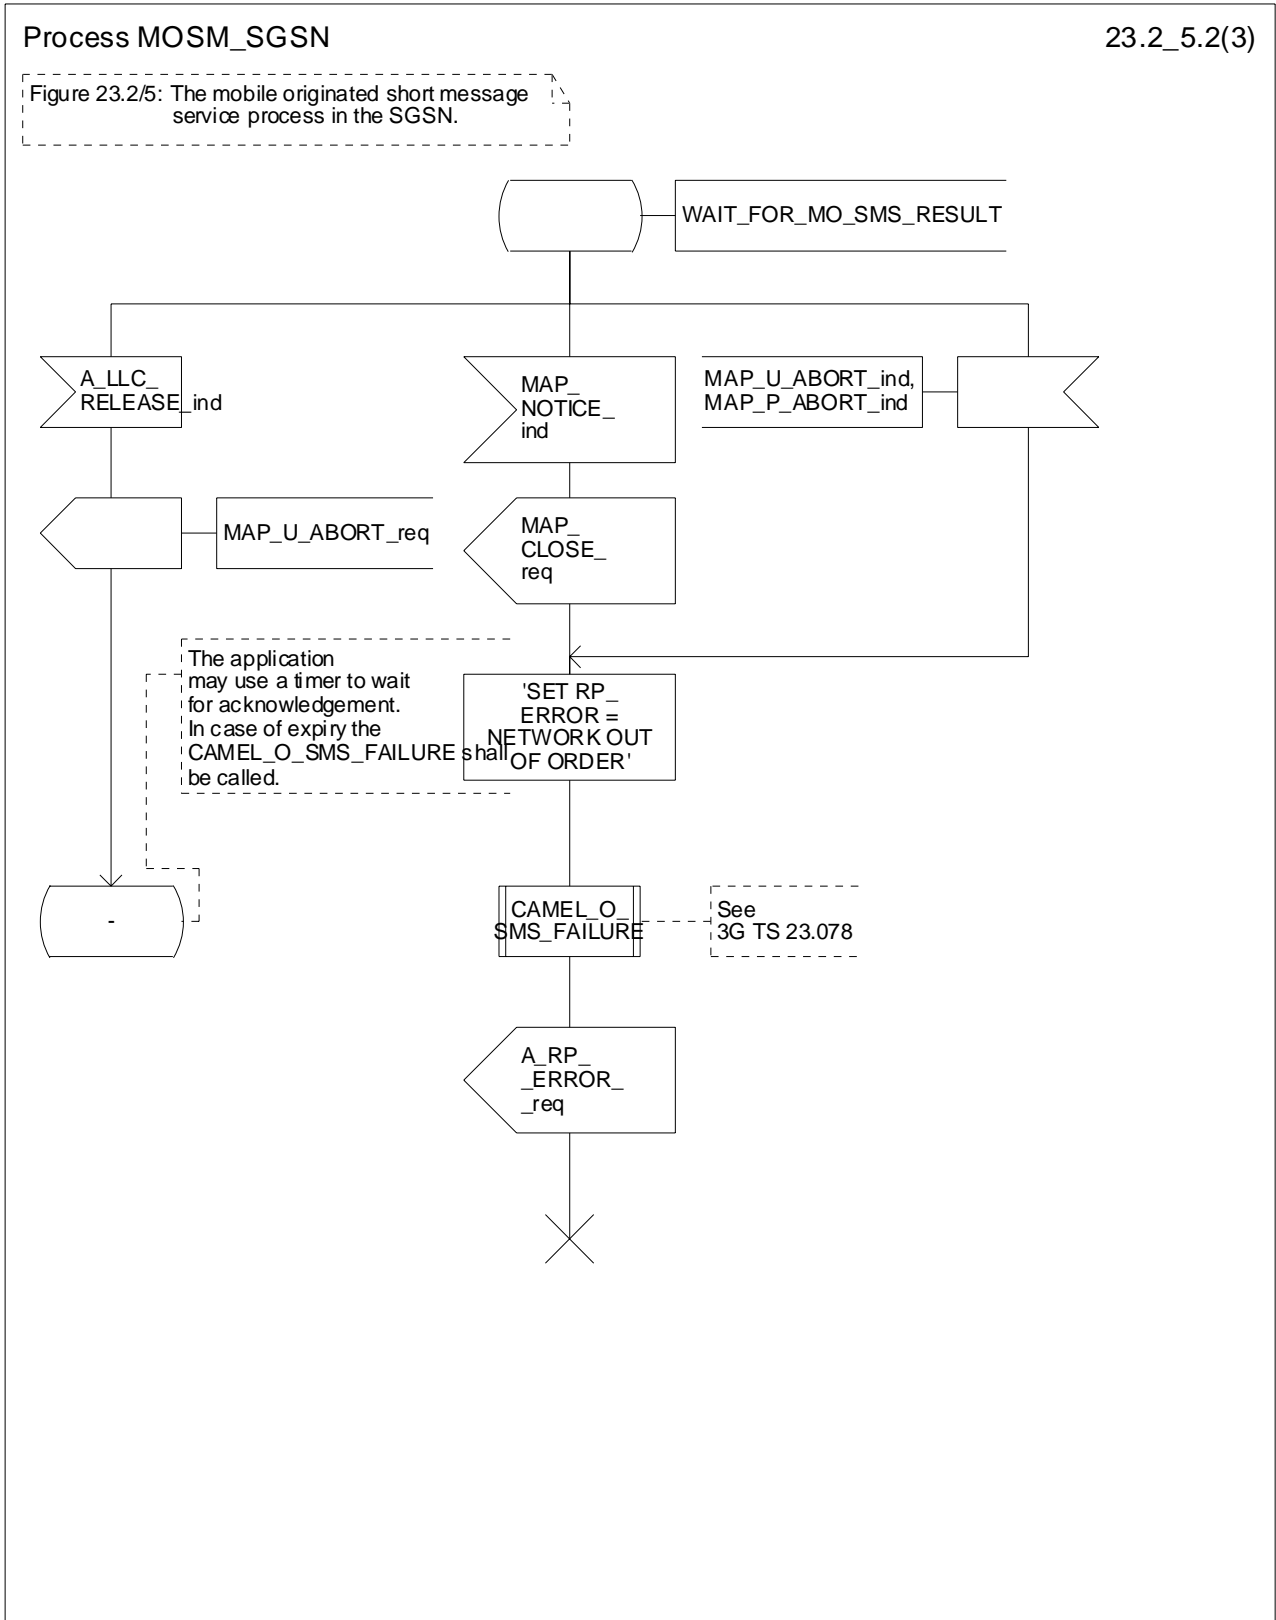 Process MOSM_SGSN
23.2_5.2(3)
Figure 23.2/5: The mobile originated short message
service process in the SGSN.
WAIT_FOR_MO_SMS_RESULT
A_LLC_
RELEASE_ind
MAP_
NOTICE_
ind
MAP_U_ABORT_ind,
MAP_P_ABORT_ind
MAP_U_ABORT_req
MAP_
CLOSE_
req
The application
may use a timer to wait
for acknowledgement.
In case of expiry the
CAMEL_O_SMS_FAILURE shall
be called.
'SET RP_
ERROR =
NETWORK OUT
OF ORDER'
-
CAMEL_O_
SMS_FAILURE
See
3G TS 23.078
A_RP_
_ERROR_
_req